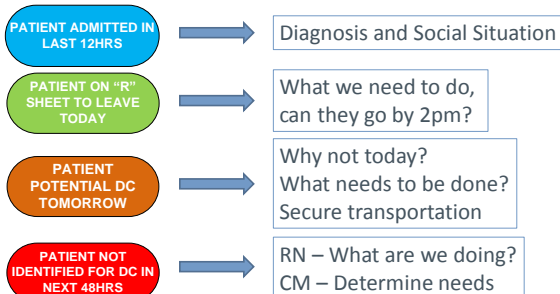 PATIENT ADMITTED IN
LAST 12HRS
Diagnosis and Social Situation
PATIENT ON “R”
SHEET TO LEAVE
TODAY
What we need to do,
can they go by 2pm?
PATIENT
POTENTIAL DC
TOMORROW
Why not today?
What needs to be done?
Secure transportation
PATIENT NOT
IDENTIFIED FOR DC IN
NEXT 48HRS
RN – What are we doing?
CM – Determine needs